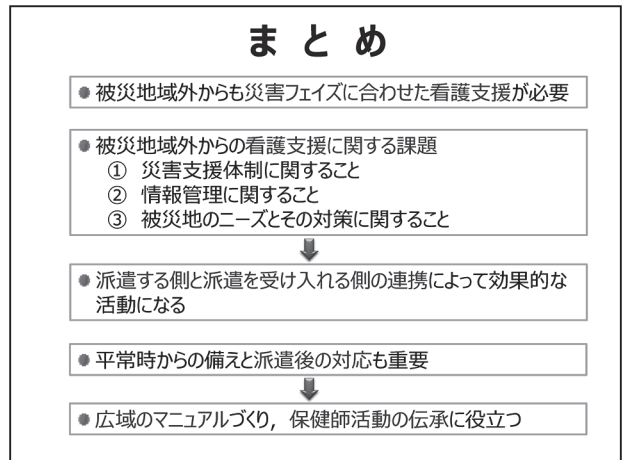 まとめ
●被災地域外からも災害フェイズに合わせた看護支援が必要
●被災地域外からの看護支援に関する課題
① 災害支援体制に関すること
② 情報管理に関すること
③ 被災地のニーズとその対策に関すること
●派遣する側と派遣を受け入れる側の連携によって効果的な
活動になる
●平常時からの備えと派遣後の対応も重要
●広域のマニュアルづくり，保健師活動の伝承に役立つ